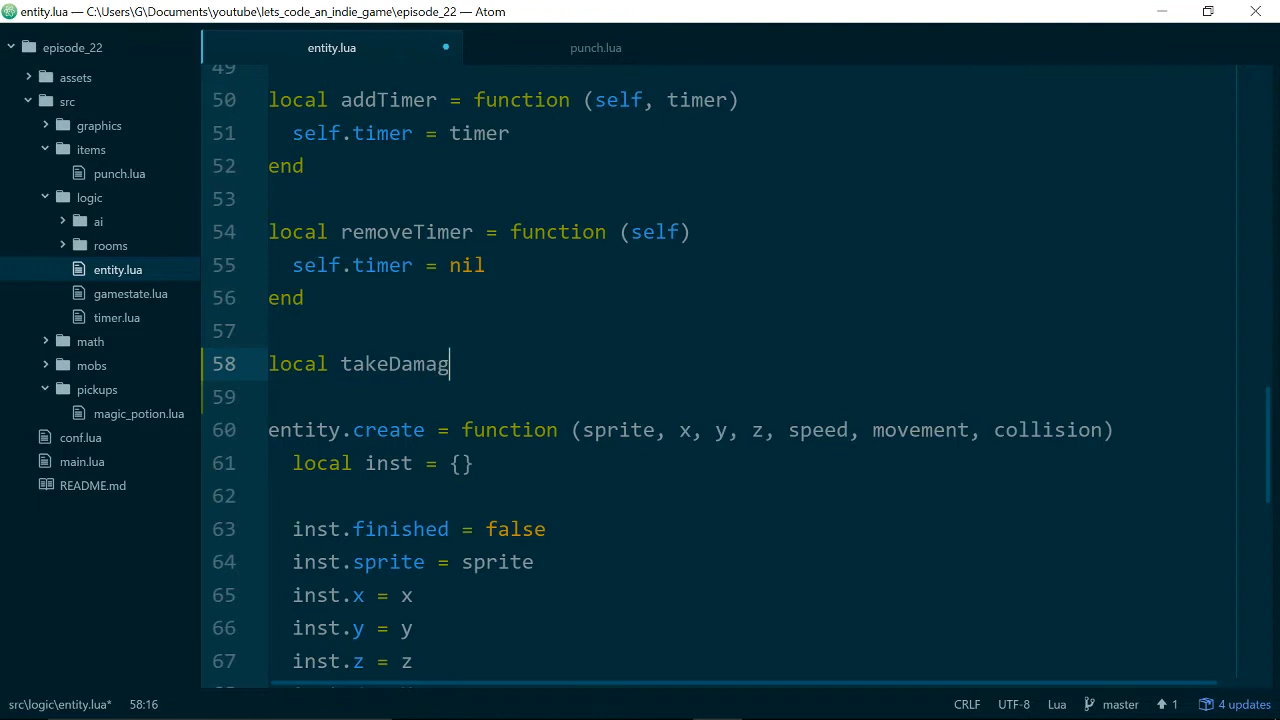 entity.lua — C:\Users\G\Documents\youtube\lets_code_an_indie_game\episode_22 — Atom
episode_22
assets
src
graphics
items
punch.lua
logic
ai
rooms
entity.lua
gamestate.lua
timer.lua
math
mobs
pickups
magic_potion.lua
conf.lua
main.lua
README.md
entity.lua
punch.lua
49
50 local addTimer = function (self, timer)
51 self.timer = timer
52 end
53
54 local removeTimer = function (self)
55 self.timer = nil
56 end
57
58 local takeDamag
59
60 entity.create = function (sprite, x, y, z, speed, movement, collision)
61 local inst = {}
62
63 inst.finished = false
64 inst.sprite = sprite
65 inst.x = x
66 inst.y = y
67 inst.z = z
src\logic\entity.lua* 58:16 CRLF UTF-8 Lua master 1 4 updates